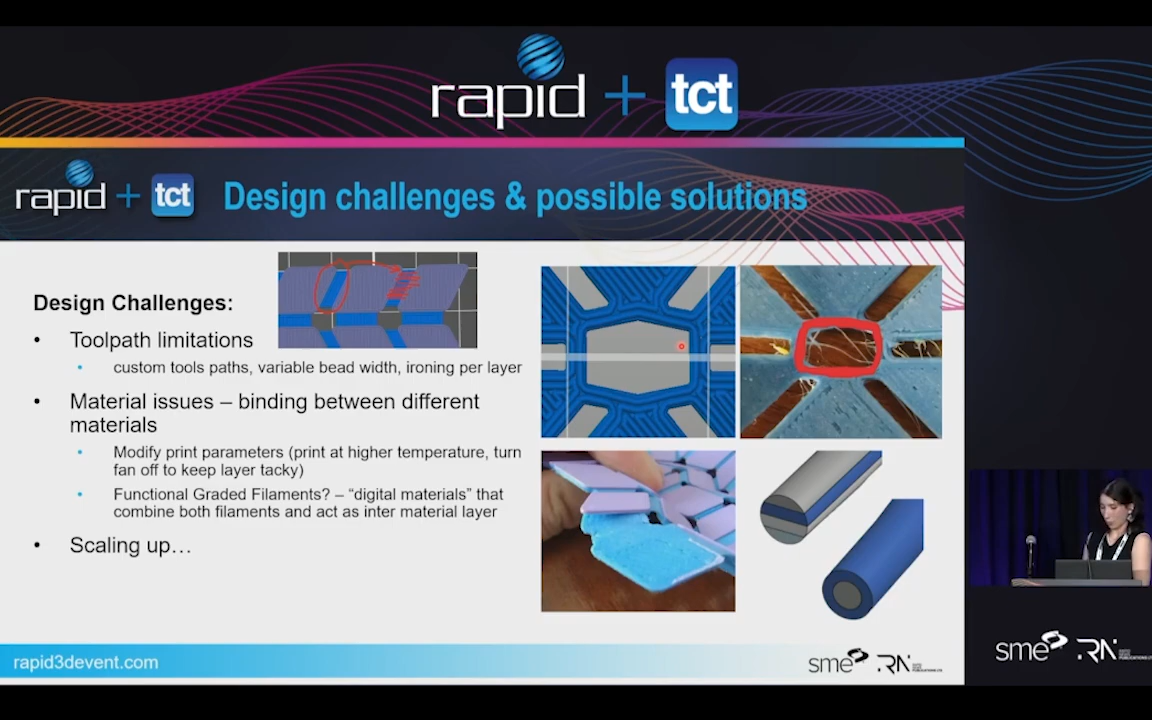 rapid + tct
rapid + tct
Design challenges & possible solutions
Design Challenges:
• Toolpath limitations
• custom tools paths, variable bead width, ironing per layer
• Material issues – binding between different
materials
• Modify print parameters (print at higher temperature, turn
fan off to keep layer tacky)
• Functional Graded Filaments? – “digital materials” that
combine both filaments and act as inter material layer
• Scaling up…
rapid3devent.com
sme
sme